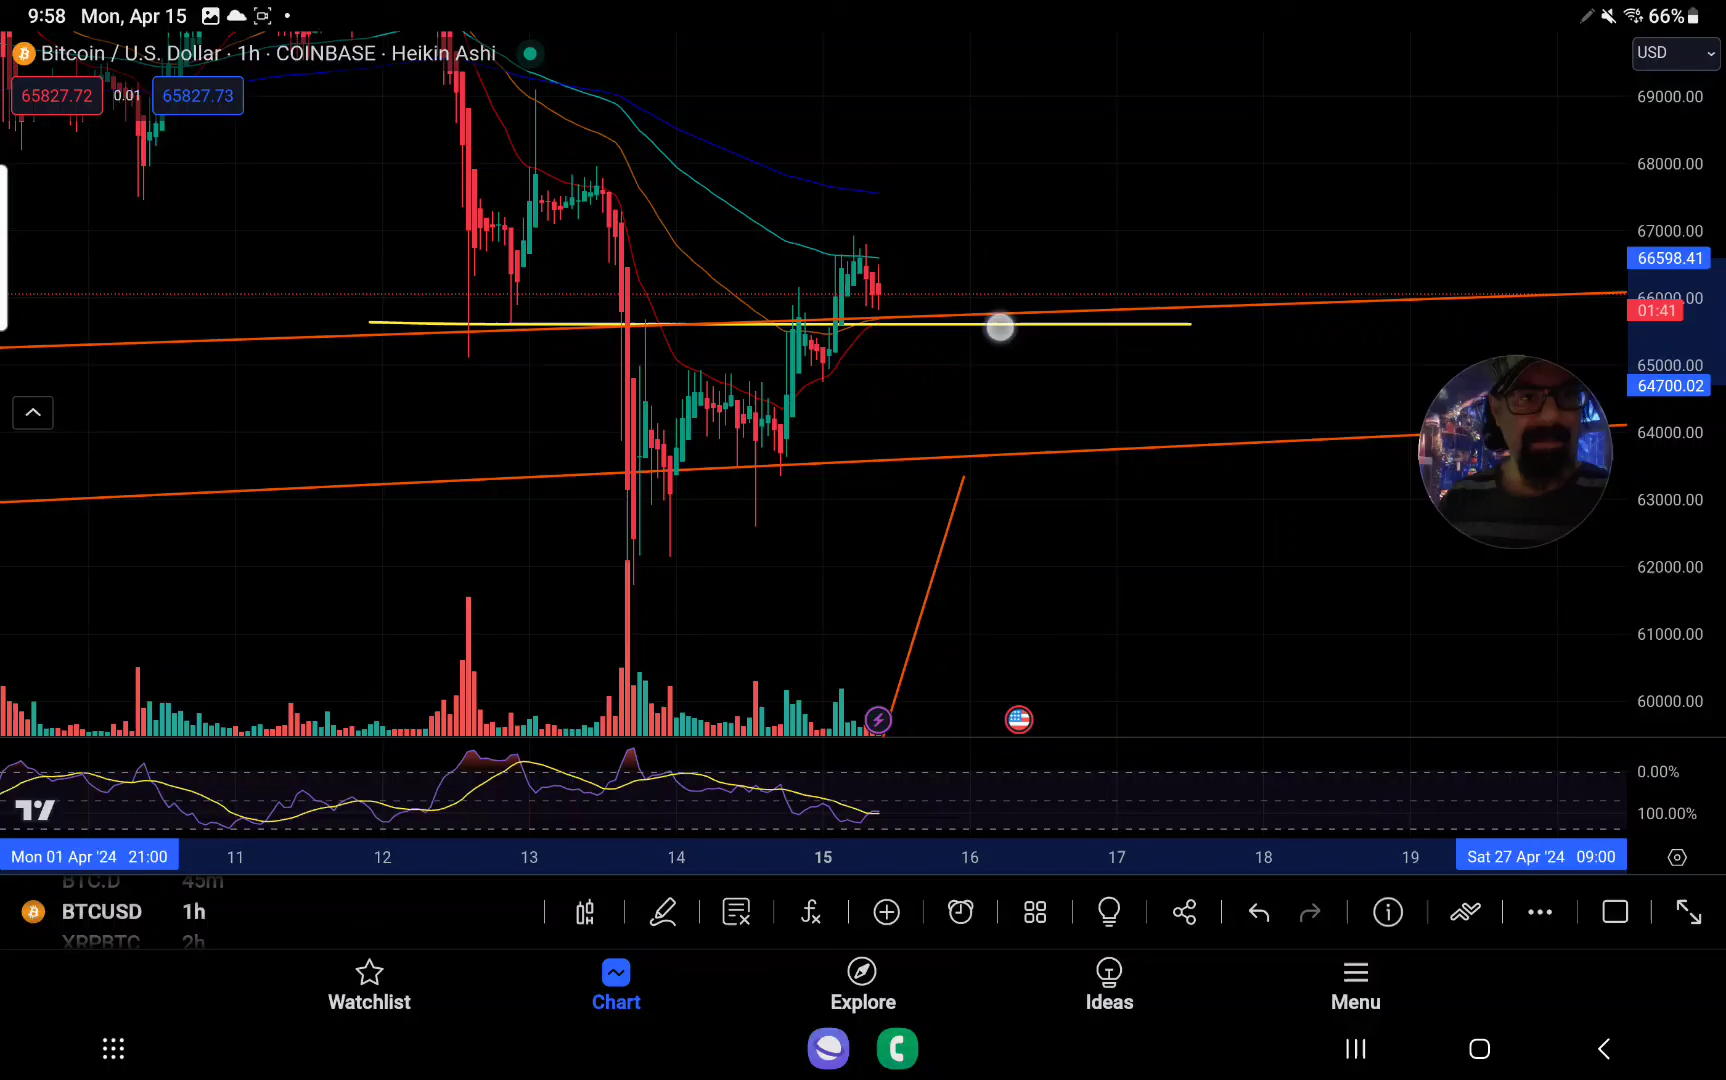 9:58 Mon, Apr 15
66%
Bitcoin / U.S. Dollar · 1h · COINBASE · Heikin Ashi
USD
65827.72 0.01 65827.73
69000.00
68000.00
67000.00
66598.41
66000.00
01:41
65000.00
64700.02
64000.00
63000.00
62000.00
61000.00
60000.00
0.00%
100.00%
Mon 01 Apr '24 21:00 11 12 13 14 15 16 17 18 19 Sat 27 Apr '24 09:00
BTC.D 45m
BTCUSD 1h
XRPBTC 2h
Watchlist Chart Explore Ideas Menu